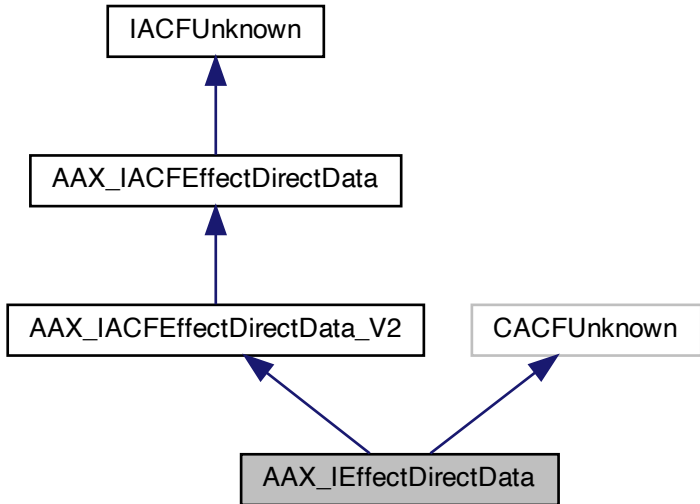 IACFUnknown
AAX_IACFEffectDirectData
AAX_IACFEffectDirectData_V2
CACFUnknown
AAX_IEffectDirectData